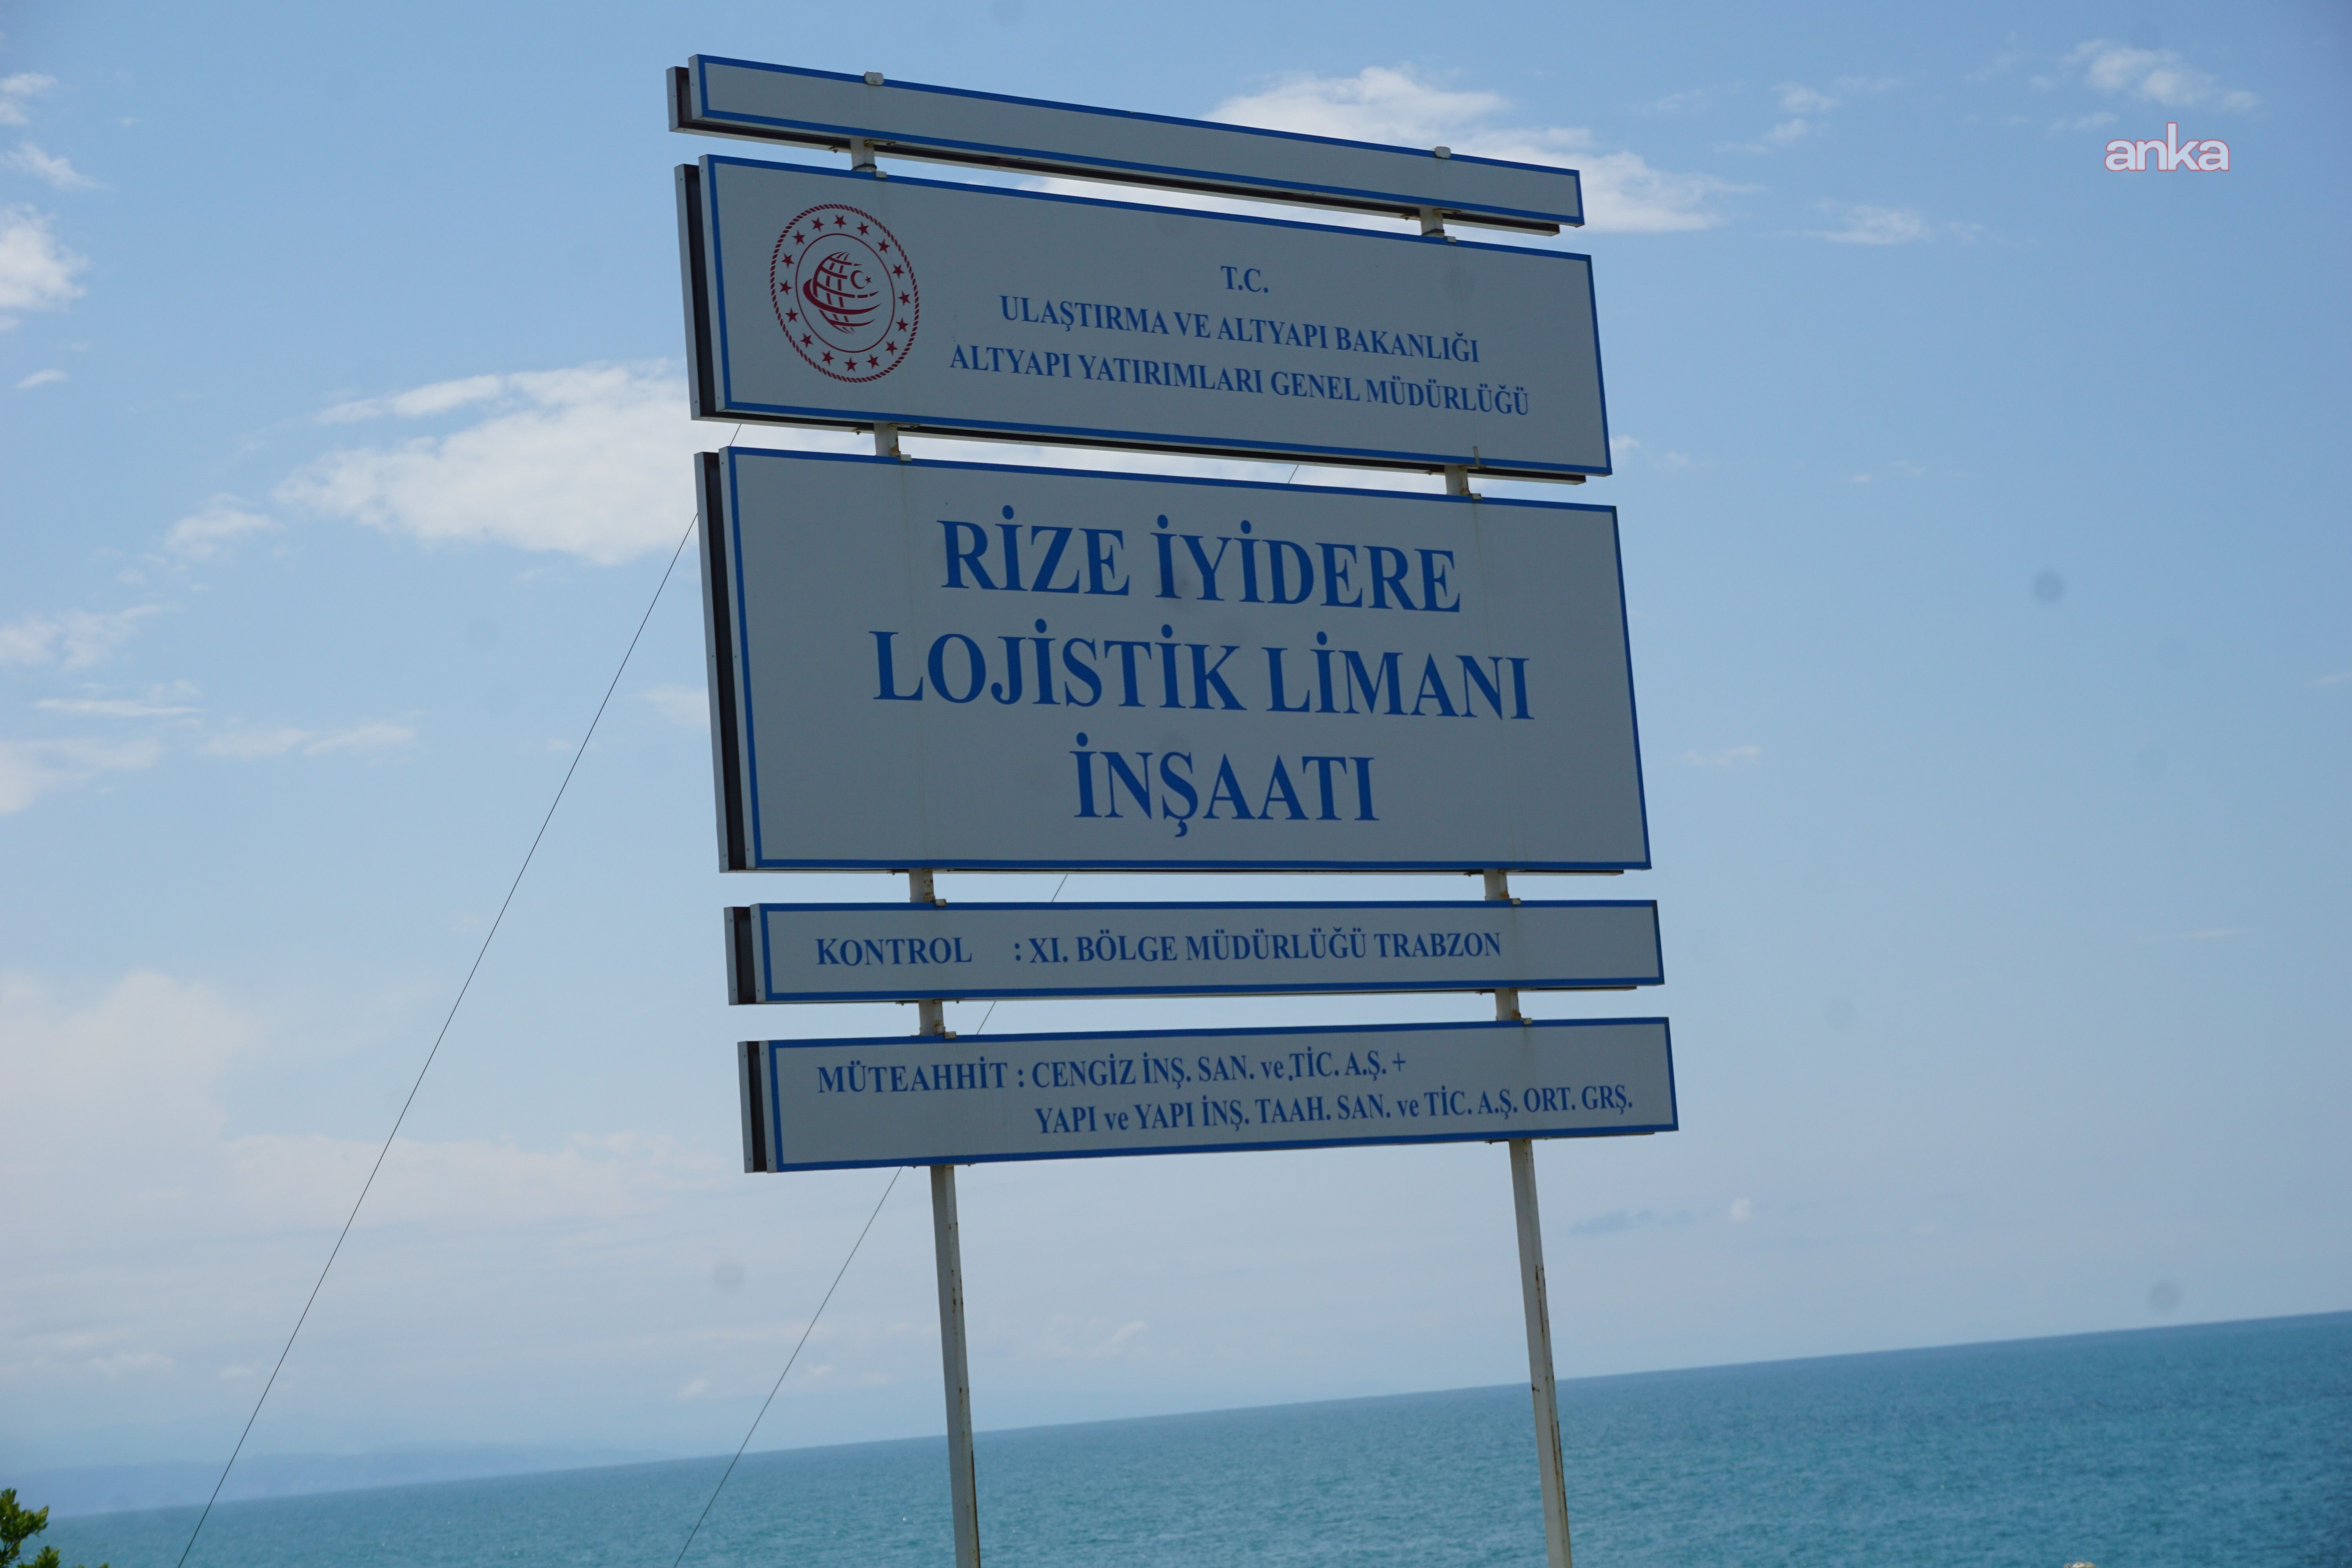 anka
T.C.
ULAŞTIRMA VE ALTYAPI BAKANLIĞI
ALTYAPI YATIRIMLARI GENEL MÜDÜRLÜĞÜ
RİZE İYİDERE
LOJİSTİK LİMANI
İNŞAATI
KONTROL : XI. BÖLGE MÜDÜRLÜĞÜ TRABZON
MÜTEAHHİT : CENGİZ İNŞ. SAN. ve TİC. A.Ş. +
YAPI ve YAPI İNŞ. TAAH. SAN. ve TİC. A.Ş. ORT. GRŞ.